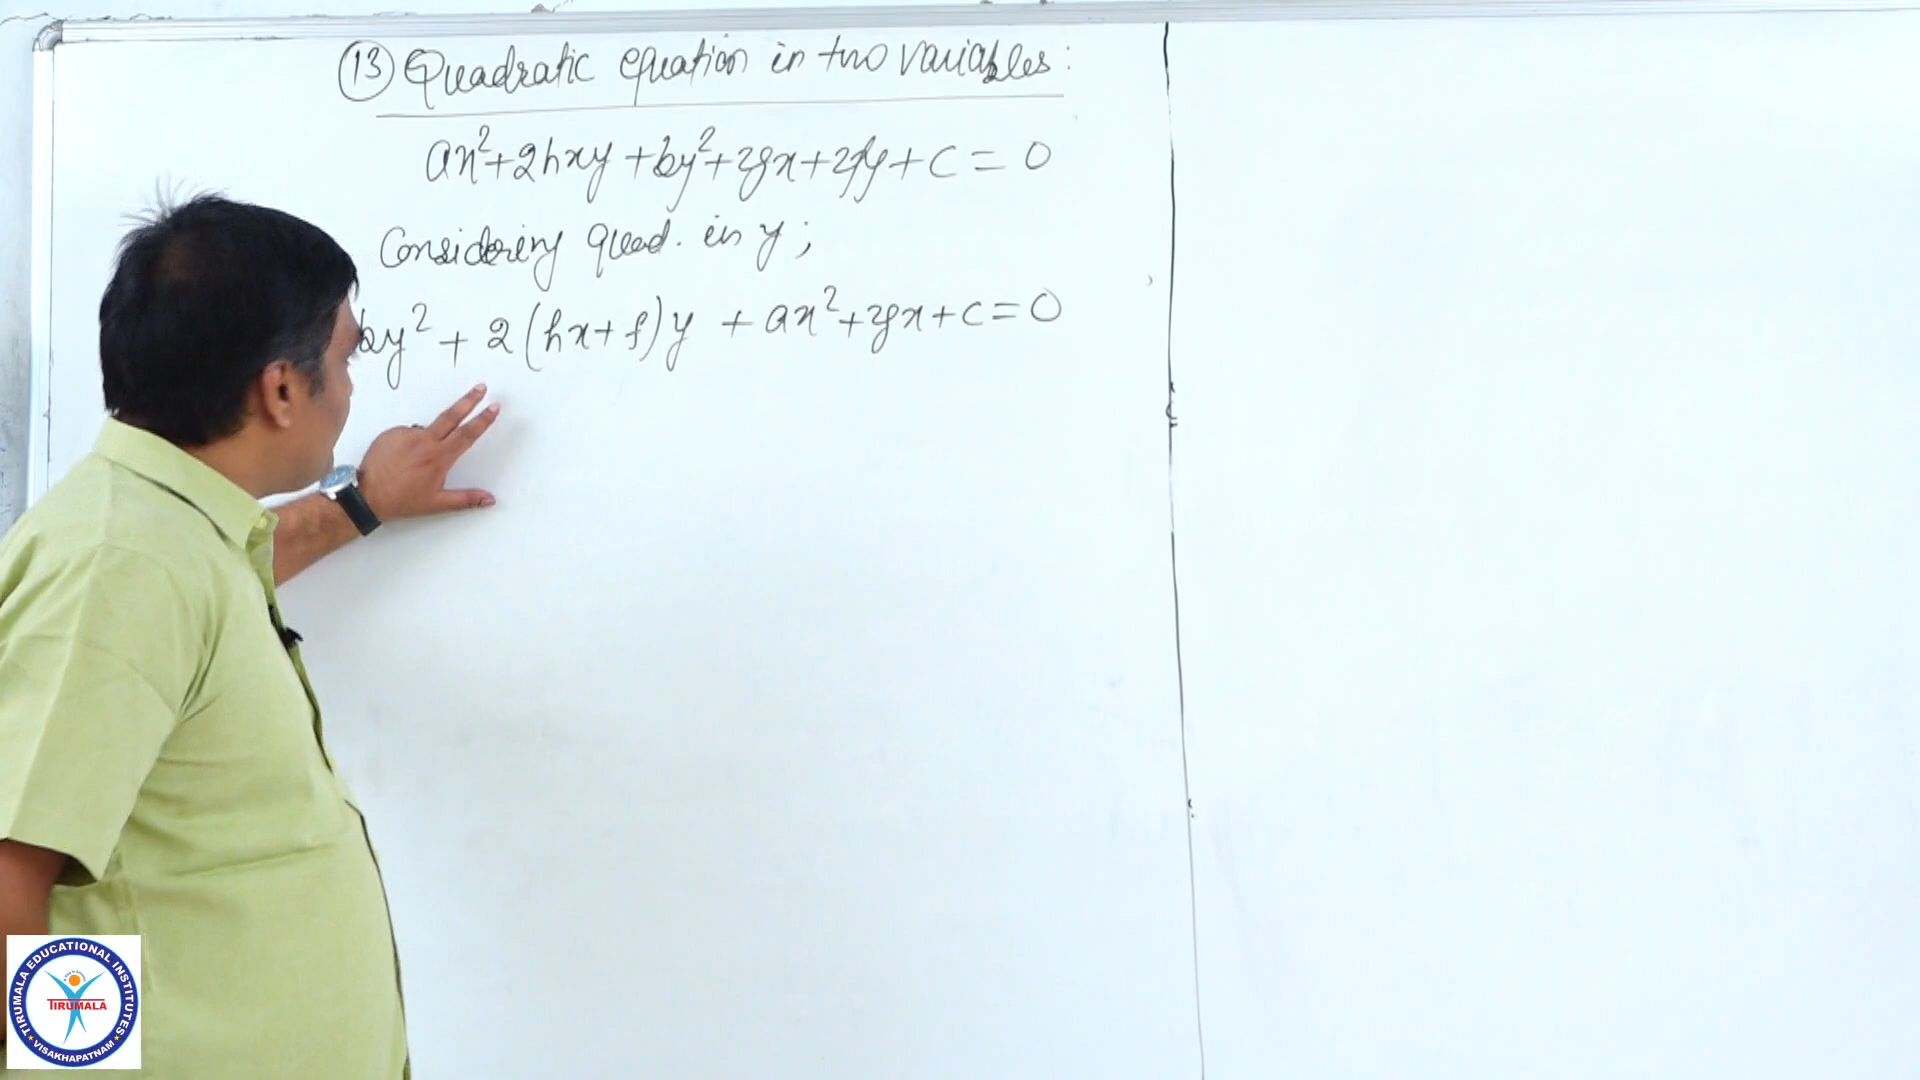 (13) Quadratic equation in two variables:
ax²+2hxy+by²+2gx+2fy+c=0
Considering quad. in y;
by²+2(hx+f)y+ax²+2gx+c=0
TIRUMALA EDUCATIONAL INSTITUTES
TIRUMALA
VISAKHAPATNAM